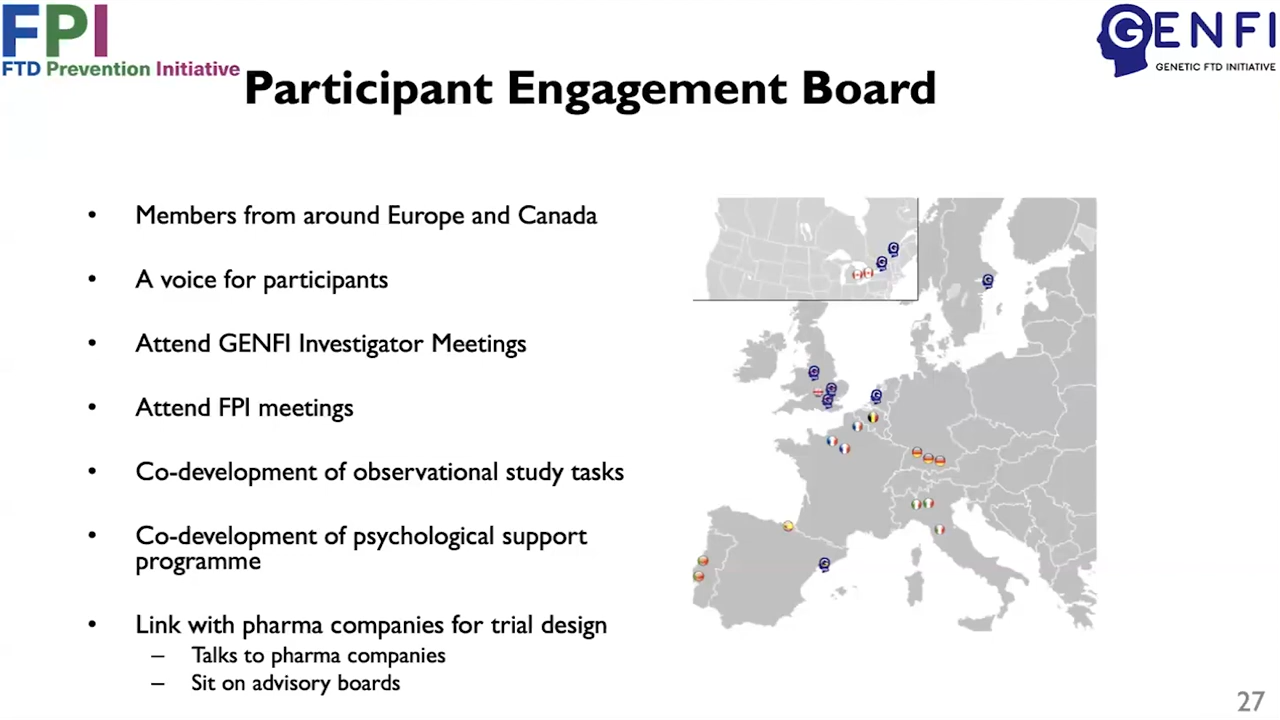 FPI
FTD Prevention Initiative
GENFI
GENETIC FTD INITIATIVE
Participant Engagement Board
• Members from around Europe and Canada
• A voice for participants
• Attend GENFI Investigator Meetings
• Attend FPI meetings
• Co-development of observational study tasks
• Co-development of psychological support
programme
• Link with pharma companies for trial design
– Talks to pharma companies
– Sit on advisory boards
27